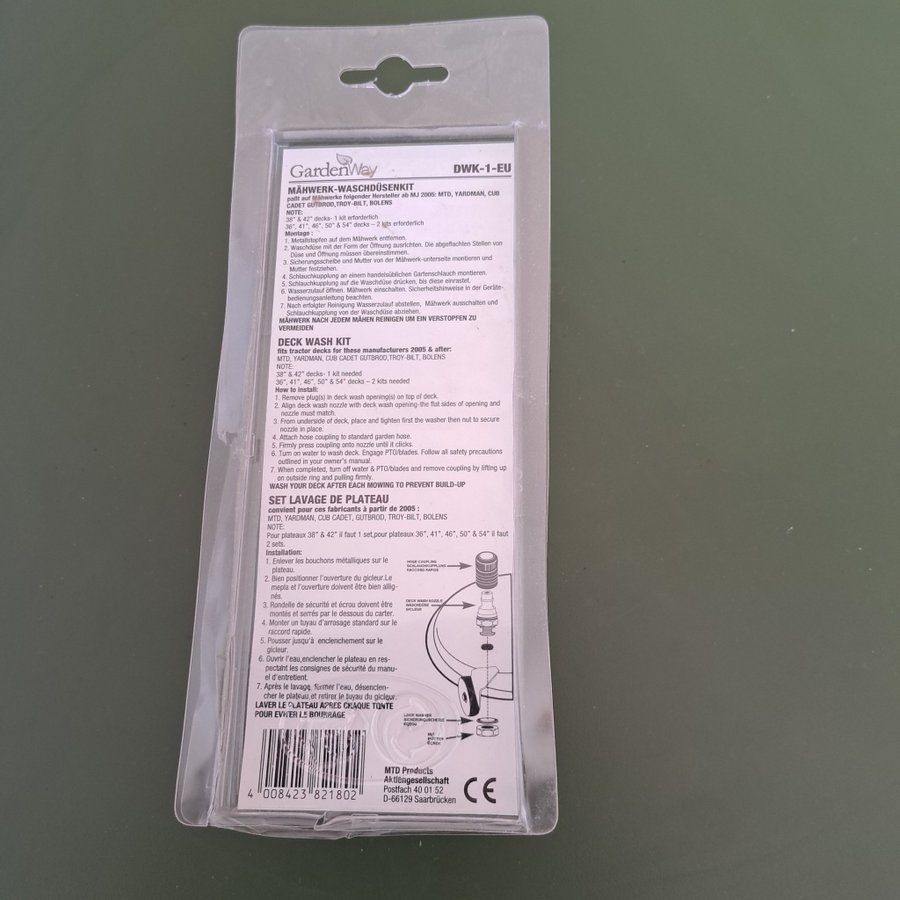 GardenWay
DWK-1-EU
MÄHWERK-WASCHDÜSENKIT
paßt auf Mähwerke folgender Hersteller ab MJ 2005: MTD, YARDMAN, CUB
CADET GUTBROD,TROY-BILT, BOLENS
NOTE:
38" & 42" decks- 1 kit erforderlich
36", 41", 46", 50" & 54" decks – 2 kits erforderlich
Montage :
1. Metallstopfen auf dem Mähwerk entfernen.
2. Waschdüse mit der Form der Öffnung ausrichten. Die abgeflachten Stellen von
Düse und Öffnung müssen übereinstimmen.
3. Sicherungsscheibe und Mutter von der Mähwerk-unterseite montieren und
Mutter festziehen.
4. Schlauchkupplung an einem handelsüblichen Gartenschlauch montieren.
5. Schlauchkupplung auf die Waschdüse drücken, bis diese einrastet.
6. Wasserzulauf öffnen. Mähwerk einschalten. Sicherheitshinweise in der Geräte-
bedienungsanleitung beachten.
7. Nach erfolgter Reinigung Wasserzulauf abstellen, Mähwerk ausschalten und
Schlauchkupplung von der Waschdüse abziehen.
MÄHWERK NACH JEDEM MÄHEN REINIGEN UM EIN VERSTOPFEN ZU
VERMEIDEN
DECK WASH KIT
fits tractor decks for these manufacturers 2005 & after:
MTD, YARDMAN, CUB CADET GUTBROD,TROY-BILT, BOLENS
NOTE:
38" & 42" decks- 1 kit needed
36", 41", 46", 50" & 54" decks – 2 kits needed
How to install:
1. Remove plug(s) in deck wash opening(s) on top of deck.
2. Align deck wash nozzle with deck wash opening-the flat sides of opening and
nozzle must match.
3. From underside of deck, place and tighten first the washer then nut to secure
nozzle in place.
4. Attach hose coupling to standard garden hose.
5. Firmly press coupling onto nozzle until it clicks.
6. Turn on water to wash deck. Engage PTO/blades. Follow all safety precautions
outlined in your owner's manual.
7. When completed, turn off water & PTO/blades and remove coupling by lifting up
on outside ring and pulling firmly.
WASH YOUR DECK AFTER EACH MOWING TO PREVENT BUILD-UP
SET LAVAGE DE PLATEAU
convient pour ces fabricants à partir de 2005 :
MTD, YARDMAN, CUB CADET, GUTBROD, TROY-BILT, BOLENS
NOTE:
Pour plateaux 38" & 42" il faut 1 set,pour plateaux 36", 41", 46", 50" & 54" il faut
2 sets.
Installation:
1. Enlever les bouchons métalliques sur le
plateau.
2. Bien positionner l'ouverture du gicleur.Le
mepla et l'ouverture doivent être bien allig-
nés.
3. Rondelle de sécurité et écrou doivent être
montés et serrés par le dessous du carter.
4. Monter un tuyau d'arrosage standard sur le
raccord rapide.
5. Pousser jusqu'à enclenchement sur le
gicleur.
6. Ouvrir l'eau,enclencher le plateau en res-
pectant les consignes de sécurité du manu-
el d'entretient.
7. Après le lavage, fermer l'eau, désenclen-
cher le plateau,et retirer le tuyau du gicleur.
LAVER LE PLATEAU APRES CHAQUE TONTE
POUR EVITER LE BOURRAGE
HOSE COUPLING
SCHLAUCHKUPPLUNG
RACCORD RAPIDE
DECK WASH NOZZLE
WASCHDÜSE
GICLEUR
LOCK WASHER
SICHERUNGSSCHEIBE
NUT
MUTTER
ÉCROU
4 008423 821802
MTD Products
Aktiengesellschaft
Postfach 40 01 52
D-66129 Saarbrücken
CE